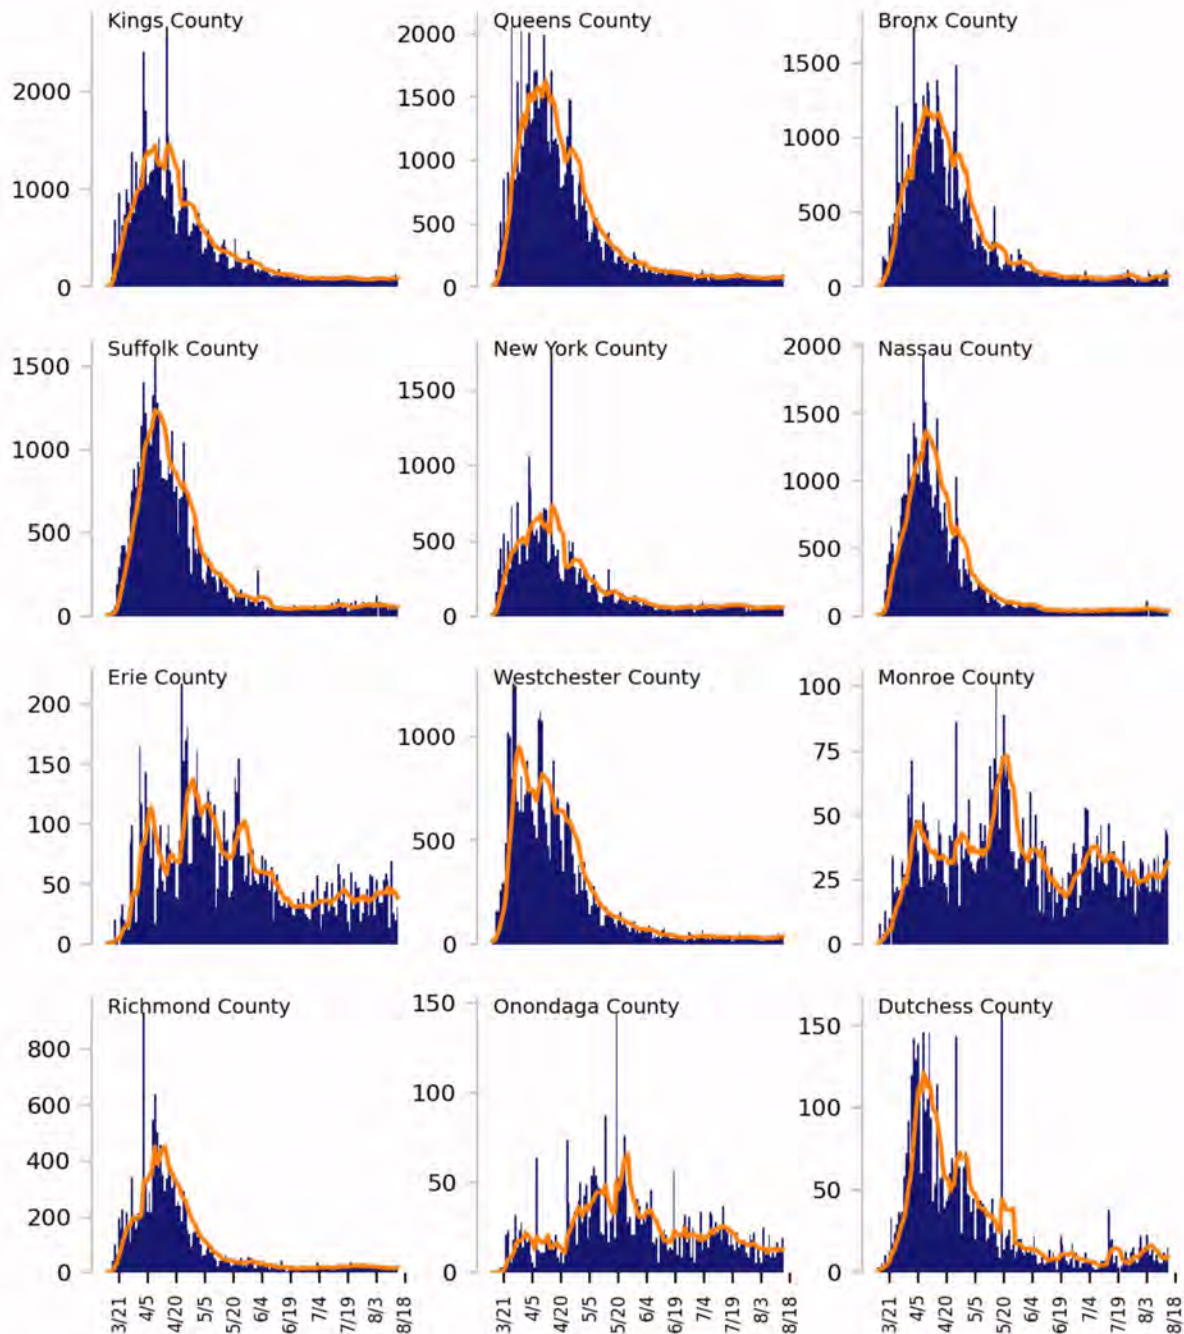 Kings County Queens County Bronx County
2000 2000 1500
1000 1500 1000
0 1000 500
500 0
0
Suffolk County New York County Nassau County
1500 1500 2000
1000 1000 1500
500 500 1000
0 0 500
0
Erie County Westchester County Monroe County
200 1000 100
150 500 75
100 0 50
50 25
0 0
Richmond County Onondaga County Dutchess County
800 150 150
600 100 100
400 50 50
200 0 0
0
3/21 4/5 4/20 5/5 5/20 6/4 6/19 7/4 7/19 8/3 8/18
3/21 4/5 4/20 5/5 5/20 6/4 6/19 7/4 7/19 8/3 8/18
3/21 4/5 4/20 5/5 5/20 6/4 6/19 7/4 7/19 8/3 8/18